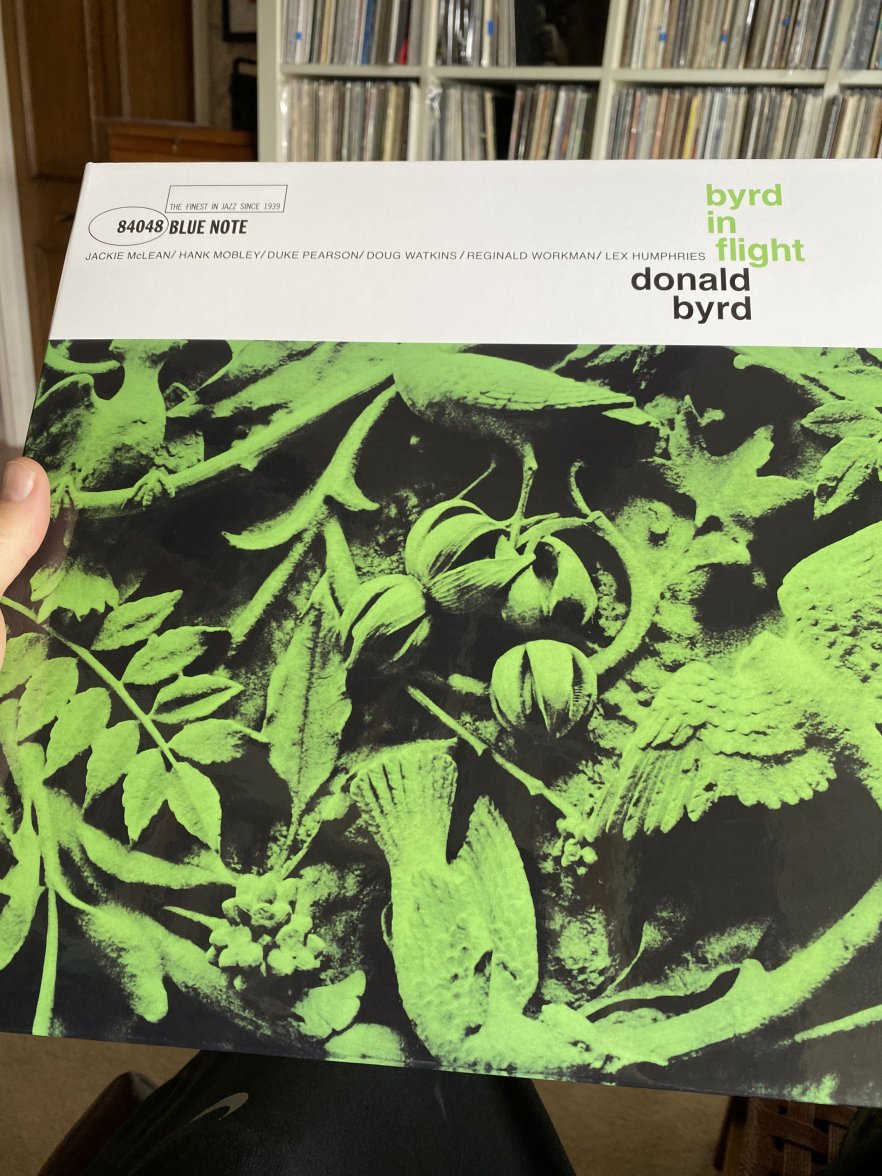 THE FINEST IN JAZZ SINCE 1939
84048 BLUE NOTE
JACKIE McLEAN/ HANK MOBLEY/ DUKE PEARSON/ DOUG WATKINS / REGINALD WORKMAN/ LEX HUMPHRIES
byrd
in
flight
donald
byrd